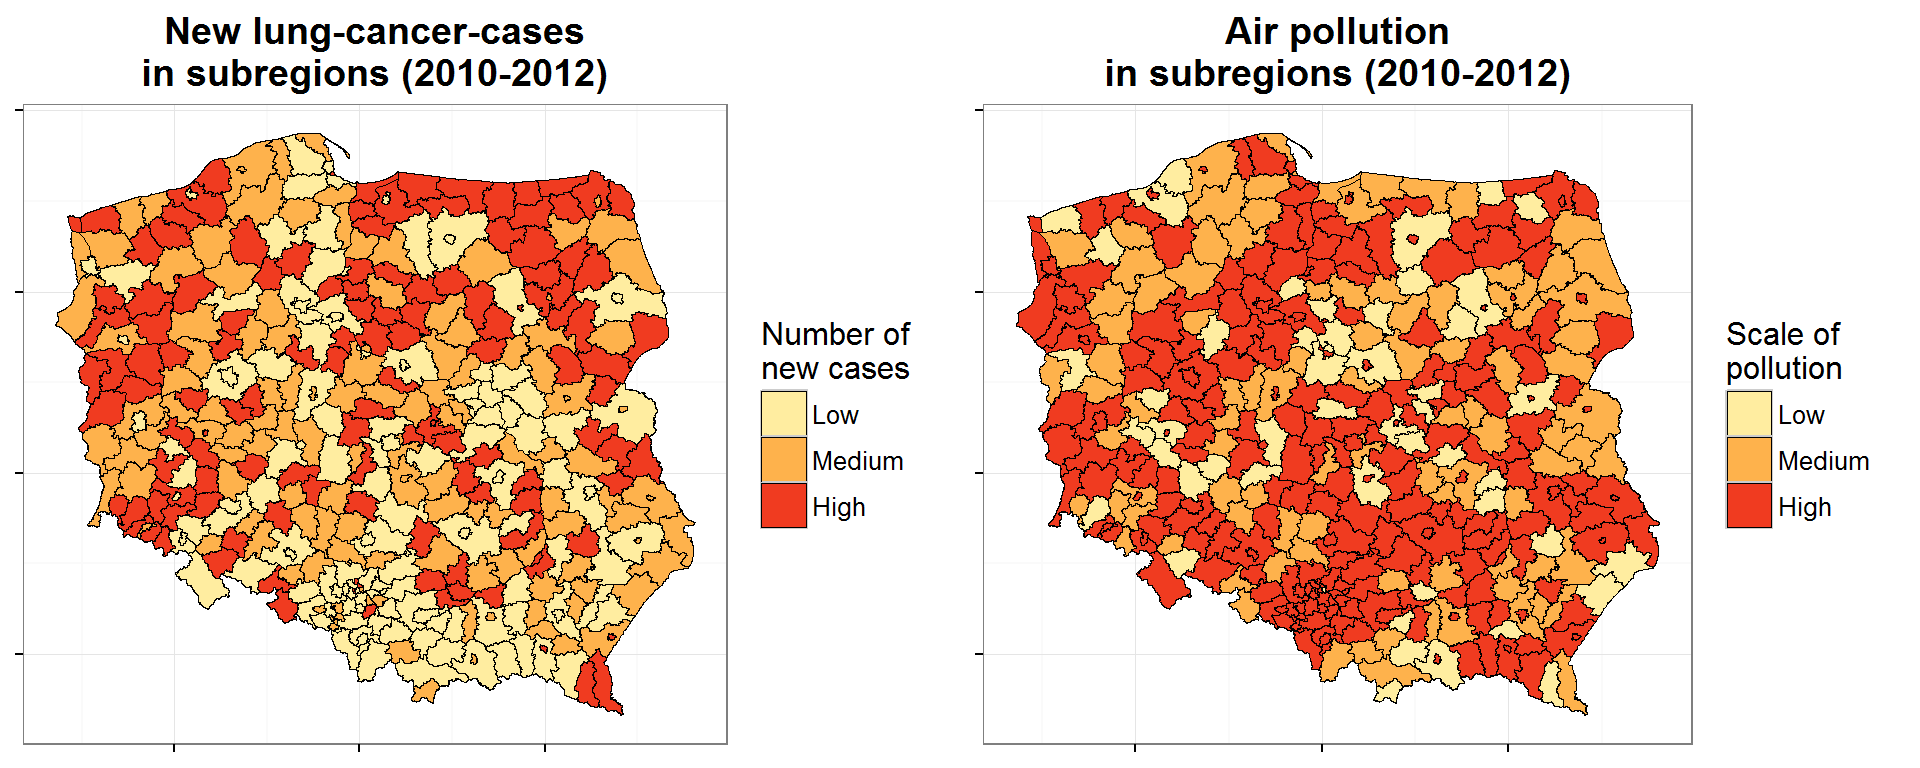 New lung-cancer-cases
in subregions (2010-2012)
Number of
new cases
Low
Medium
High
Air pollution
in subregions (2010-2012)
Scale of
pollution
Low
Medium
High